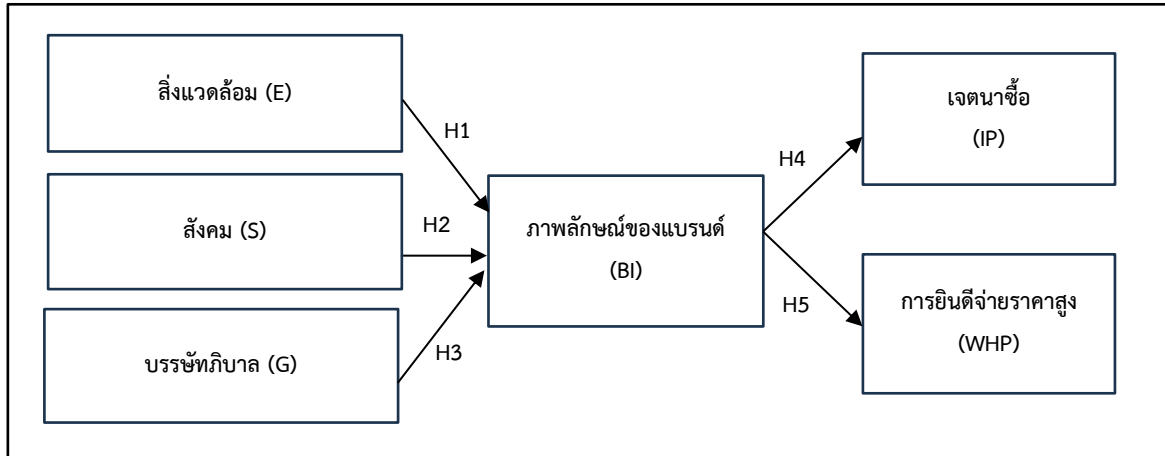 สิ่งแวดล้อม (E)
H1
สังคม (S)
H2
บรรษัทภิบาล (G)
H3
ภาพลักษณ์ของแบรนด์
(BI)
H4
เจตนาซื้อ
(IP)
H5
การยินดีจ่ายราคาสูง
(WHP)